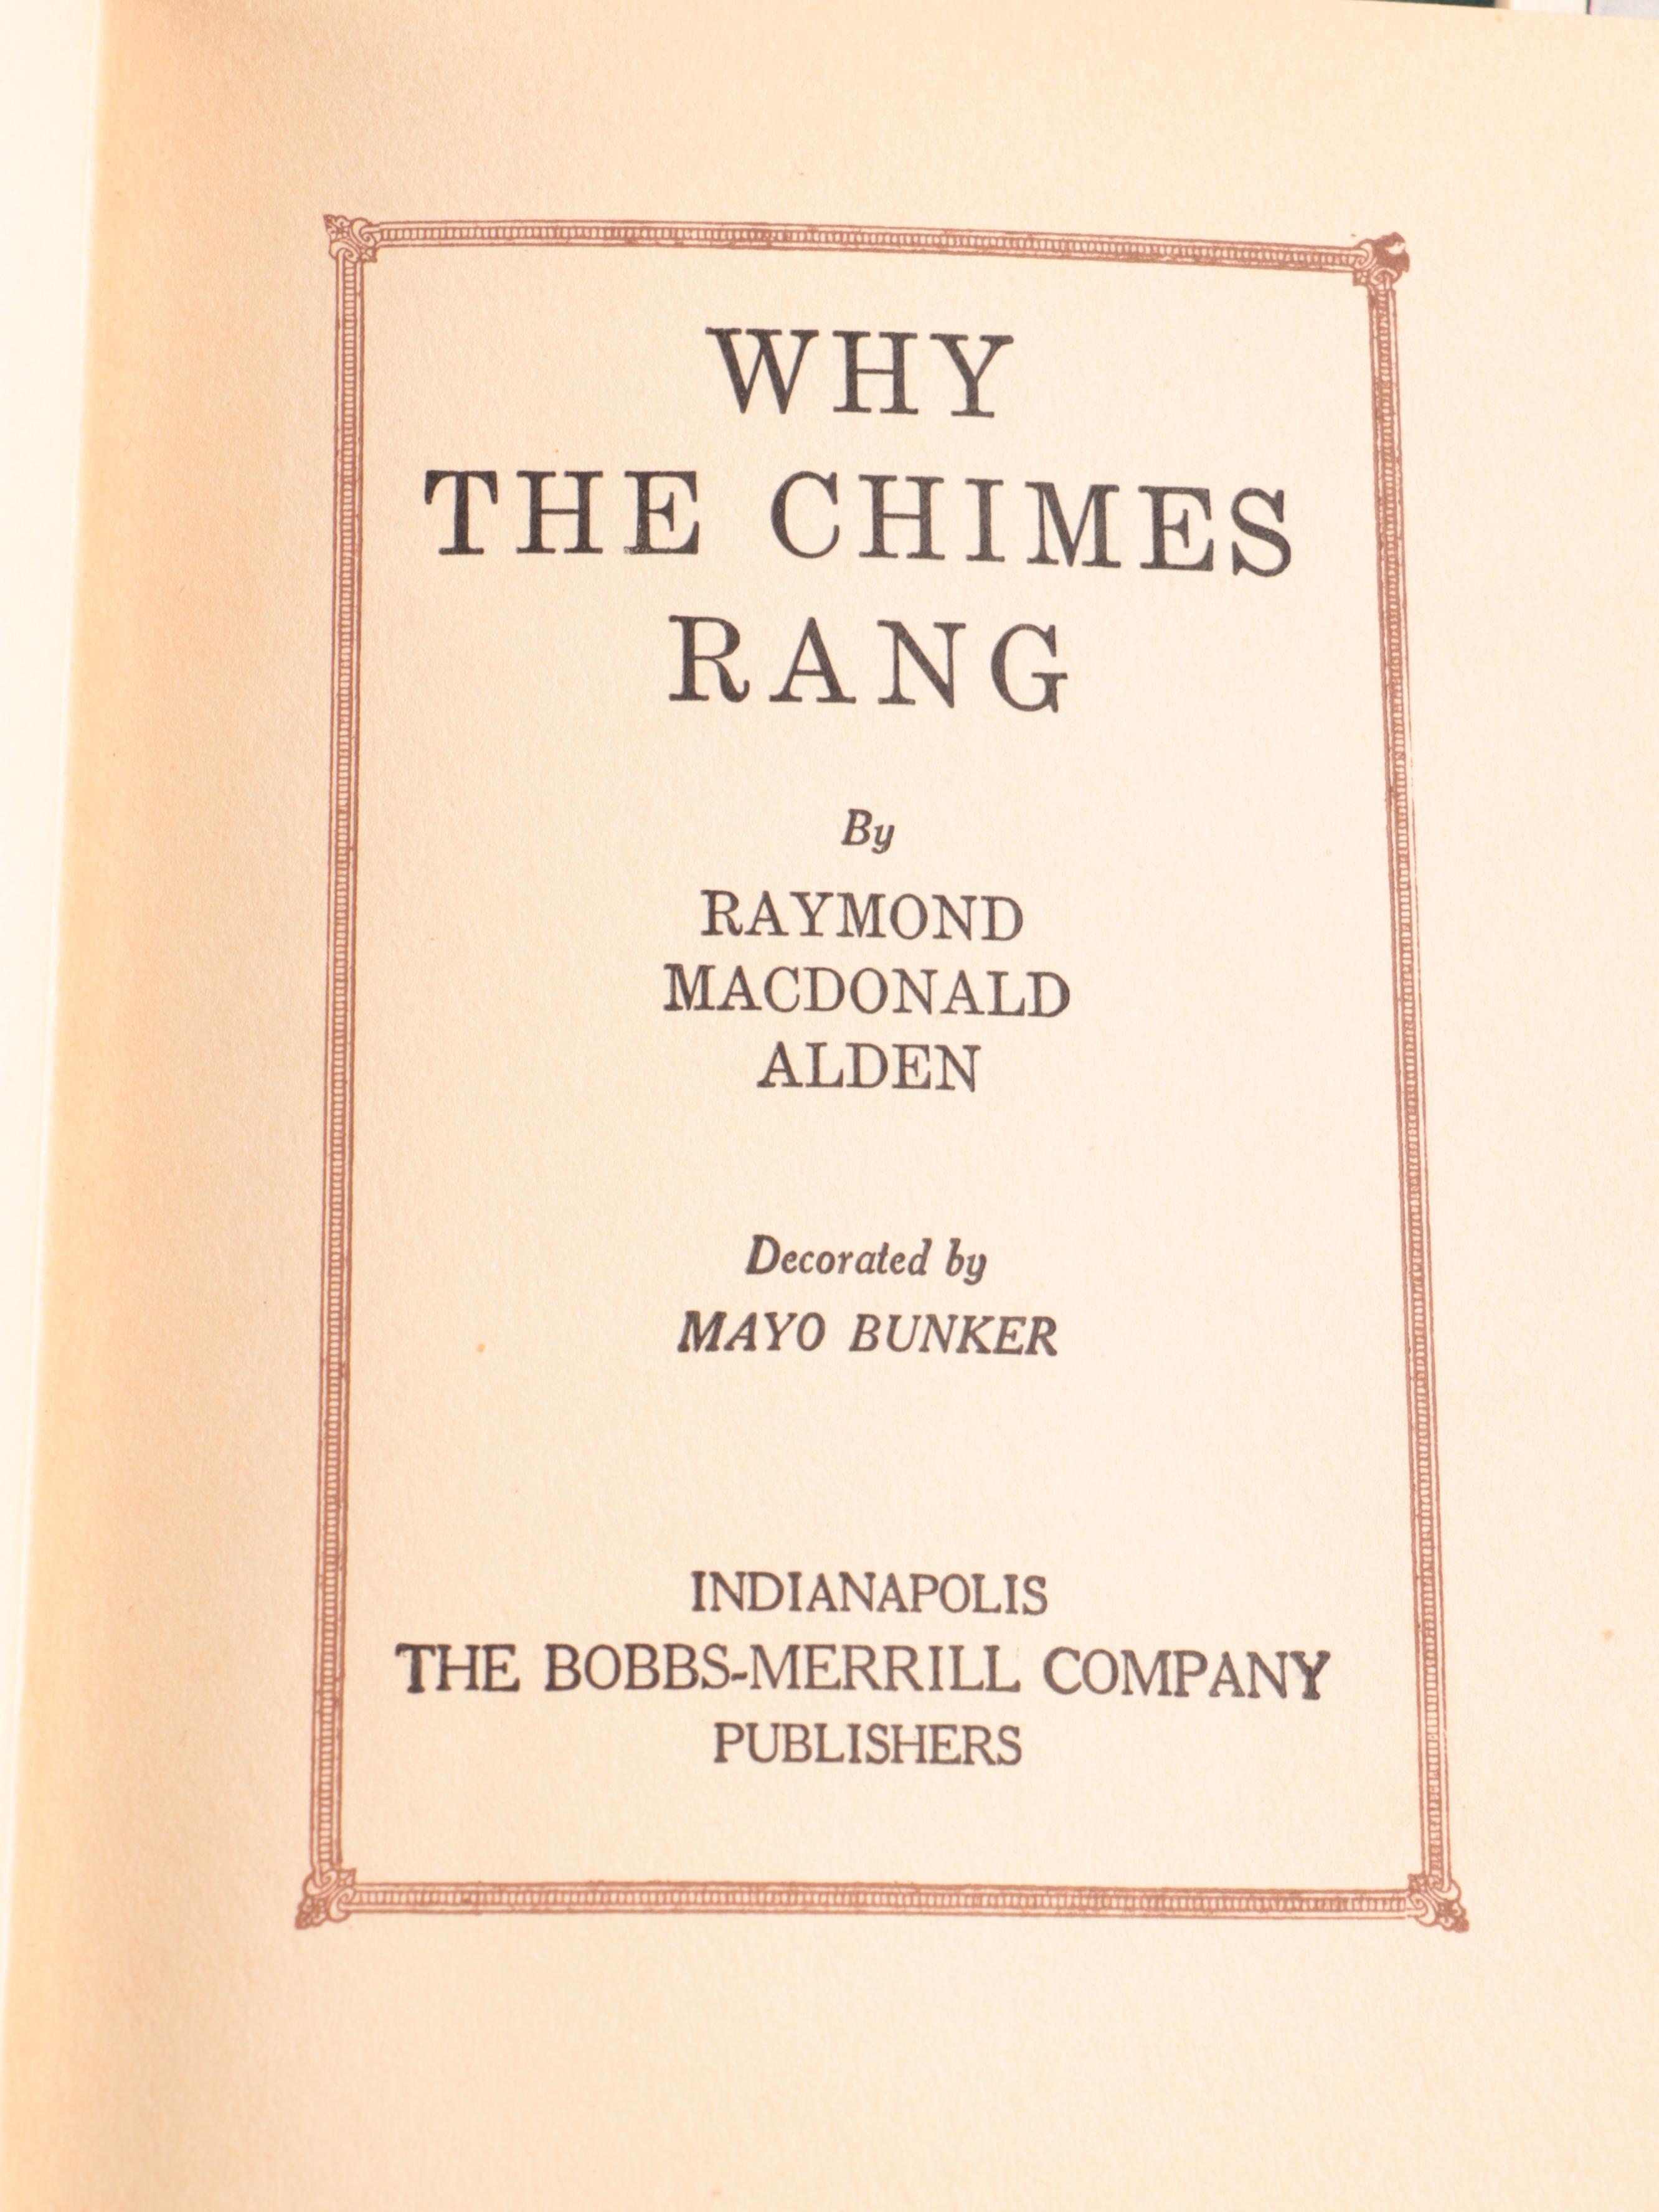 WHY
THE CHIMES
RANG
By
RAYMOND
MACDONALD
ALDEN
Decorated by
MAYO BUNKER
INDIANAPOLIS
THE BOBBS-MERRILL COMPANY
PUBLISHERS